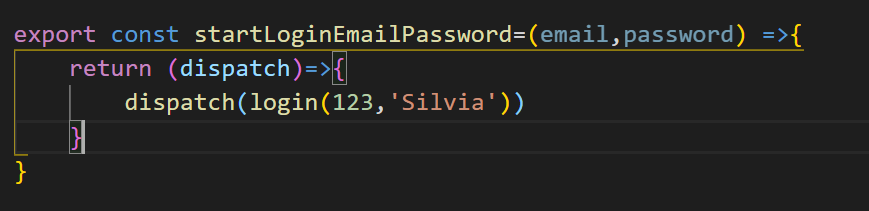 export const startLoginEmailPassword=(email,password) =>{
return (dispatch)=>{
dispatch(login(123,'Silvia'))
}
}